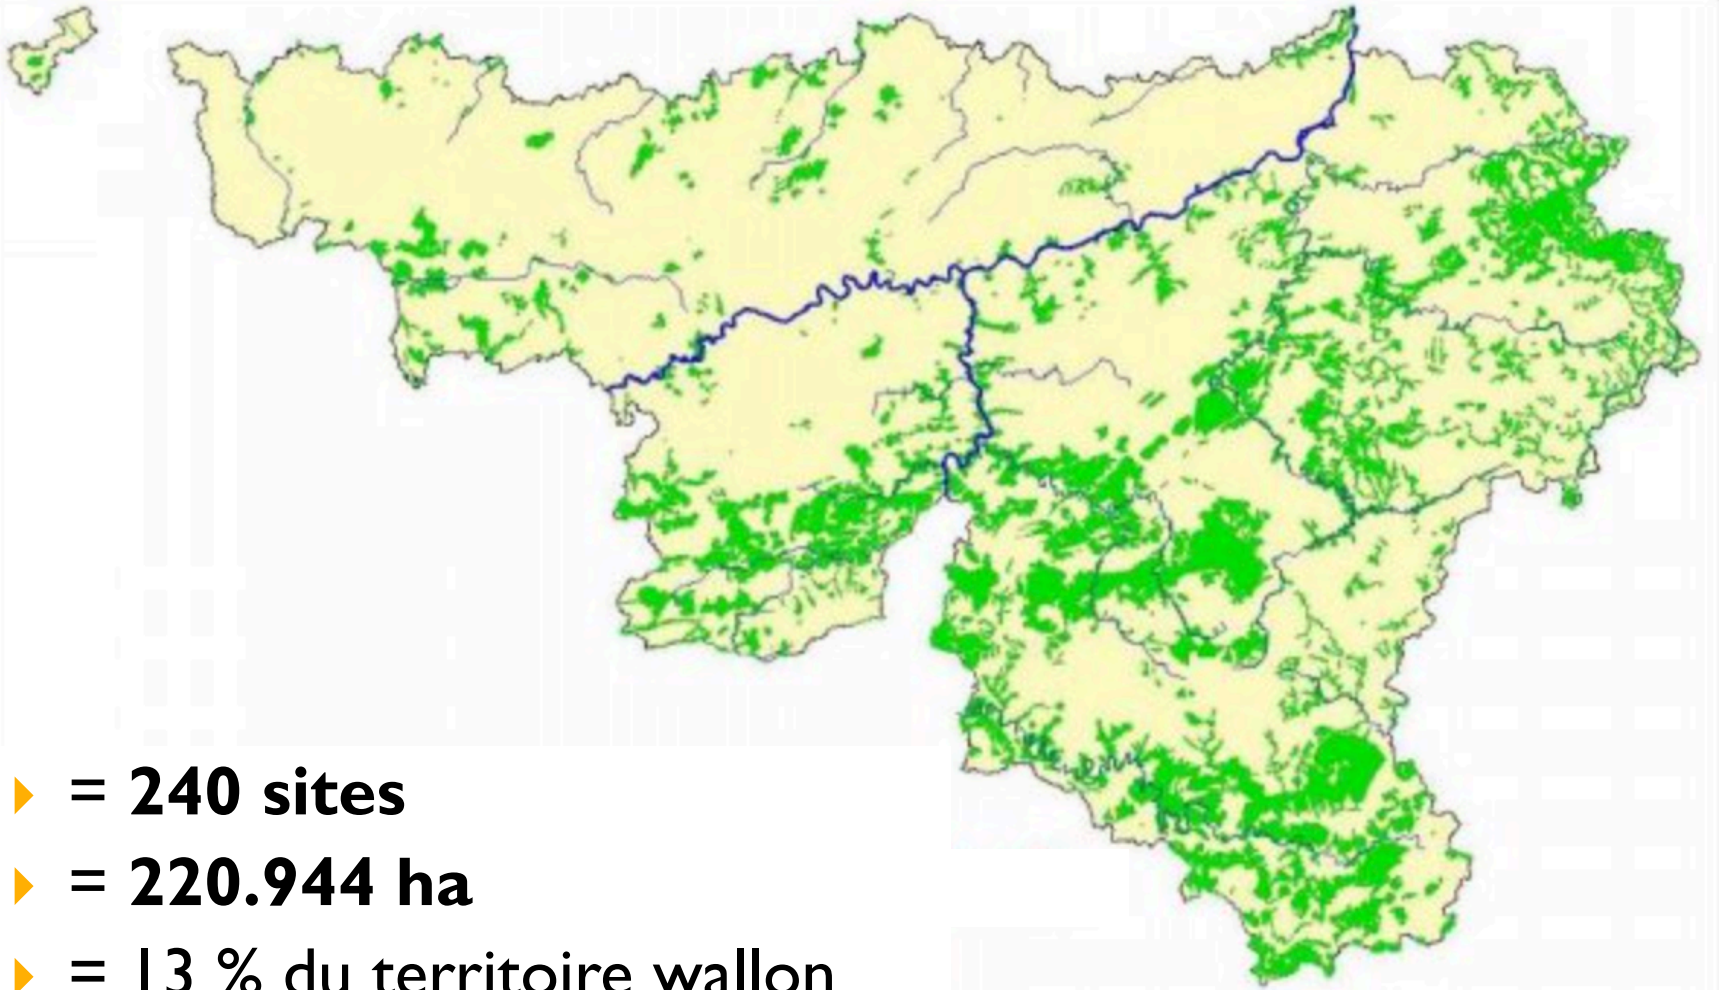 = 240 sites
= 220.944 ha
= 13 % du territoire wallon